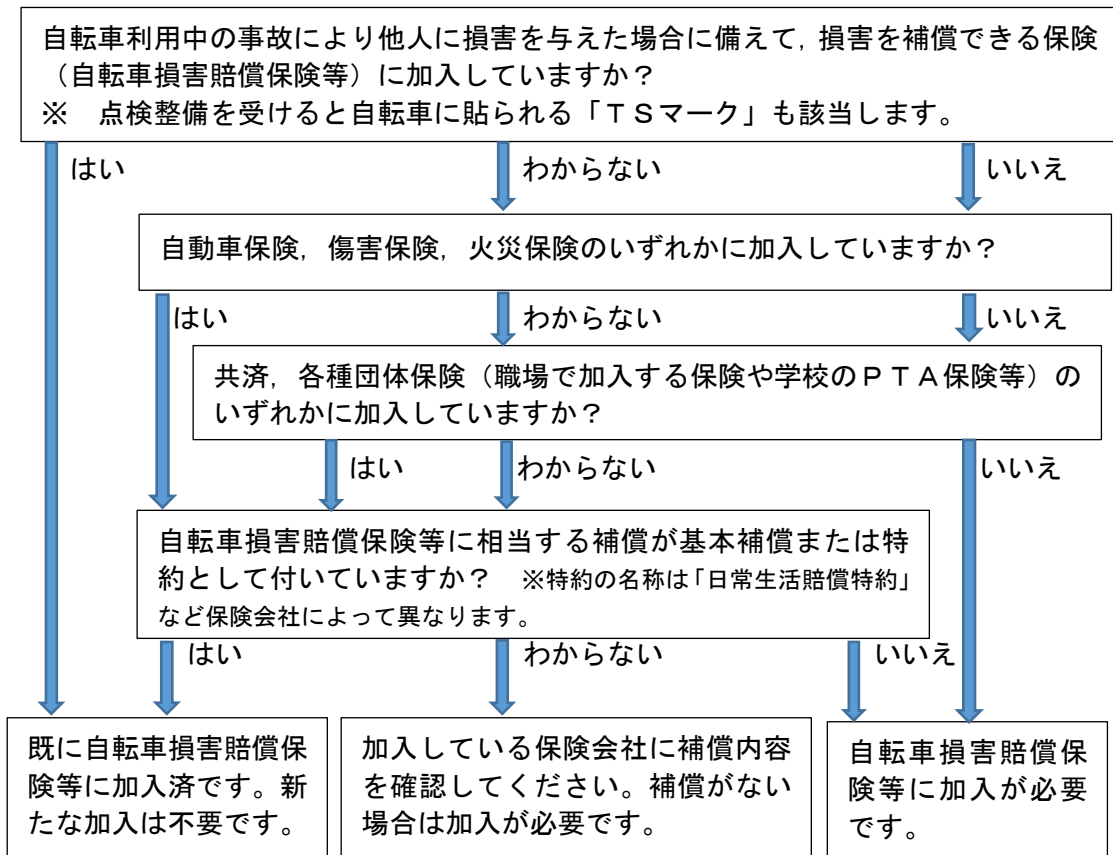 自転車利用中の事故により他人に損害を与えた場合に備えて，損害を補償できる保険
（自転車損害賠償保険等）に加入していますか？
※　点検整備を受けると自転車に貼られる「ＴＳマーク」も該当します。
はい
わからない
いいえ
自動車保険，傷害保険，火災保険のいずれかに加入していますか？
はい
わからない
いいえ
共済，各種団体保険（職場で加入する保険や学校のＰＴＡ保険等）の
いずれかに加入していますか？
はい
わからない
いいえ
自転車損害賠償保険等に相当する補償が基本補償または特
約として付いていますか？　※特約の名称は「日常生活賠償特約」
など保険会社によって異なります。
はい
わからない
いいえ
既に自転車損害賠償保
険等に加入済です。新
たな加入は不要です。
加入している保険会社に補償内容
を確認してください。補償がない
場合は加入が必要です。
自転車損害賠償保
険等に加入が必要
です。